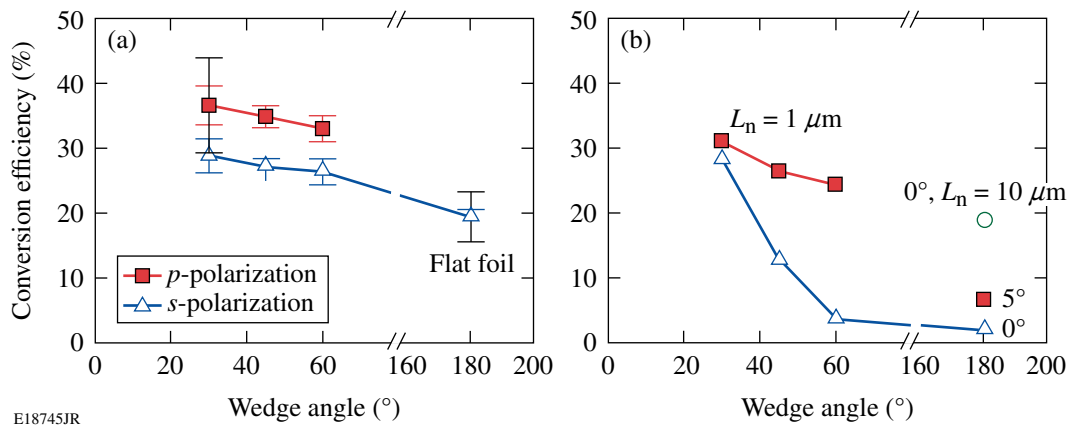 Conversion efficiency (%)
50
40
30
20
10
0
(a)
Flat foil
p-polarization
s-polarization
0 20 40 60 160 180 200
Wedge angle (°)
50
40
30
20
10
0
(b)
Ln = 1 μm
0°, Ln = 10 μm
5°
0°
0 20 40 60 160 180 200
Wedge angle (°)
E18745JR